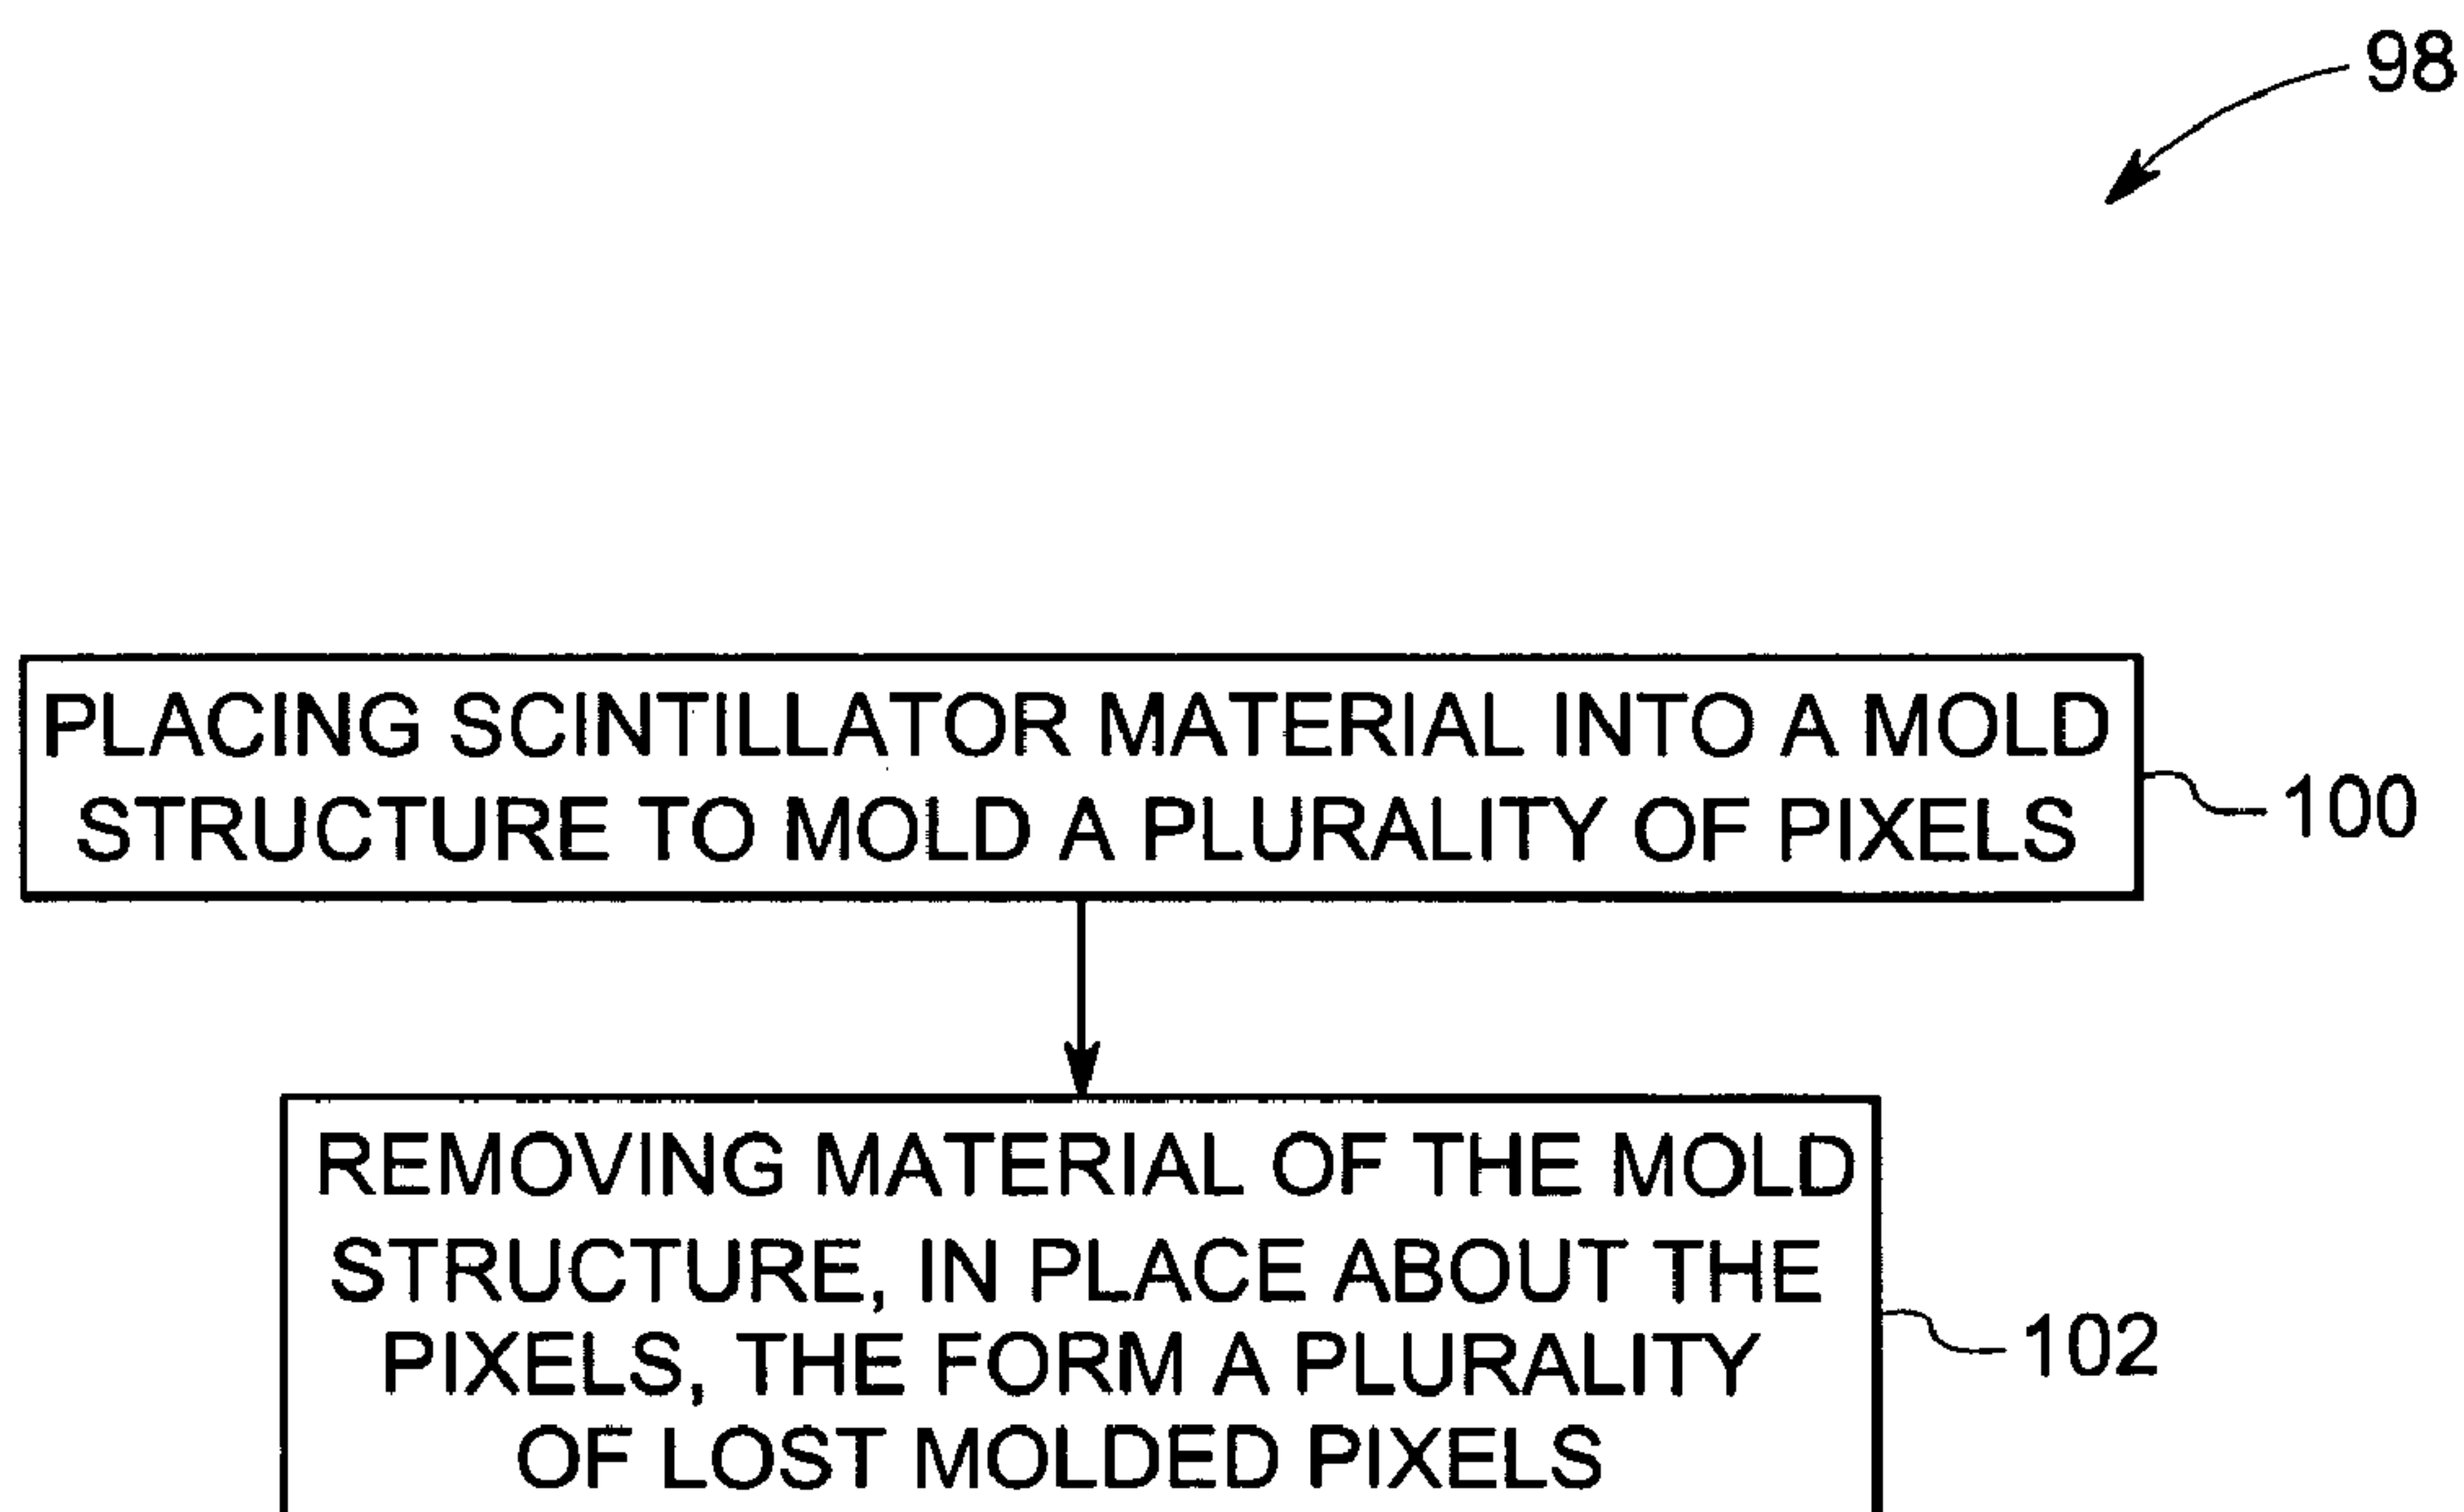 98
PLACING SCINTILLATOR MATERIAL INTO A MOLD
STRUCTURE TO MOLD A PLURALITY OF PIXELS
100
REMOVING MATERIAL OF THE MOLD
STRUCTURE, IN PLACE ABOUT THE
PIXELS, THE FORM A PLURALITY
OF LOST MOLDED PIXELS
102